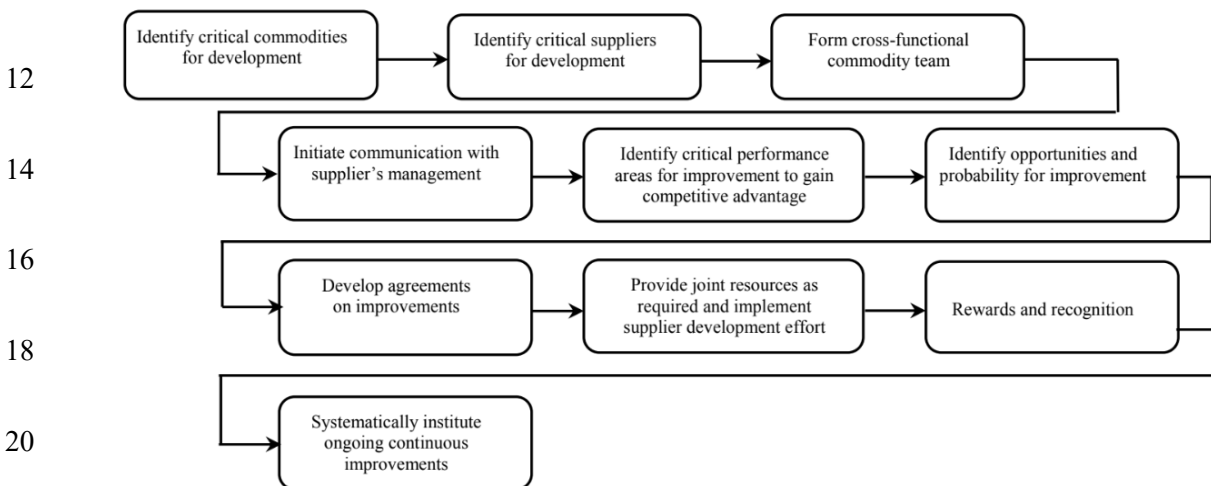 12
Identify critical commodities
for development
Identify critical suppliers
for development
Form cross-functional
commodity team
14
Initiate communication with
supplier's management
Identify critical performance
areas for improvement to gain
competitive advantage
Identify opportunities and
probability for improvement
16
Develop agreements
on improvements
Provide joint resources as
required and implement
supplier development effort
Rewards and recognition
18
20
Systematically institute
ongoing continuous
improvements